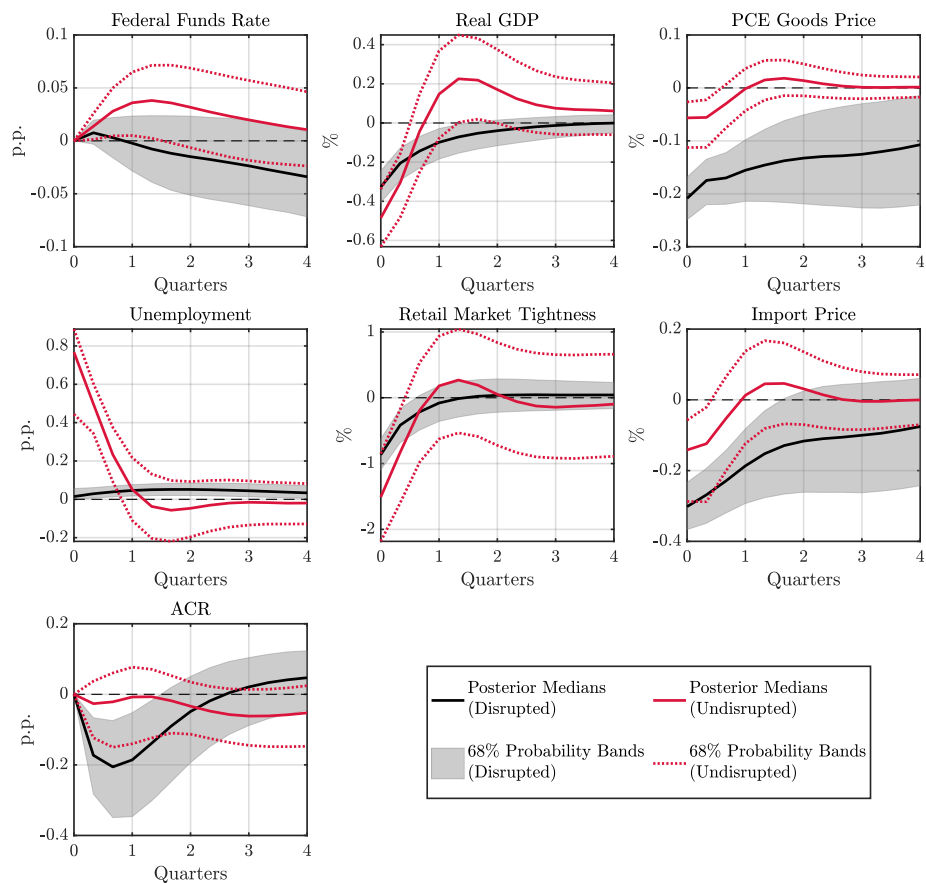 Federal Funds Rate
0.1
0.05
0
-0.05
-0.1
p.p.
0 1 2 3 4
Quarters
Real GDP
0.4
0.2
0
-0.2
-0.4
-0.6
%
0 1 2 3 4
Quarters
PCE Goods Price
0.1
0
-0.1
-0.2
-0.3
%
0 1 2 3 4
Quarters
Unemployment
0.8
0.6
0.4
0.2
0
-0.2
p.p.
0 1 2 3 4
Quarters
Retail Market Tightness
1
0
-1
-2
%
0 1 2 3 4
Quarters
Import Price
0.2
0
-0.2
-0.4
%
0 1 2 3 4
Quarters
ACR
0.2
0
-0.2
-0.4
p.p.
0 1 2 3 4
Quarters
Posterior Medians
(Disrupted)
Posterior Medians
(Undisrupted)
68% Probability Bands
(Disrupted)
68% Probability Bands
(Undisrupted)